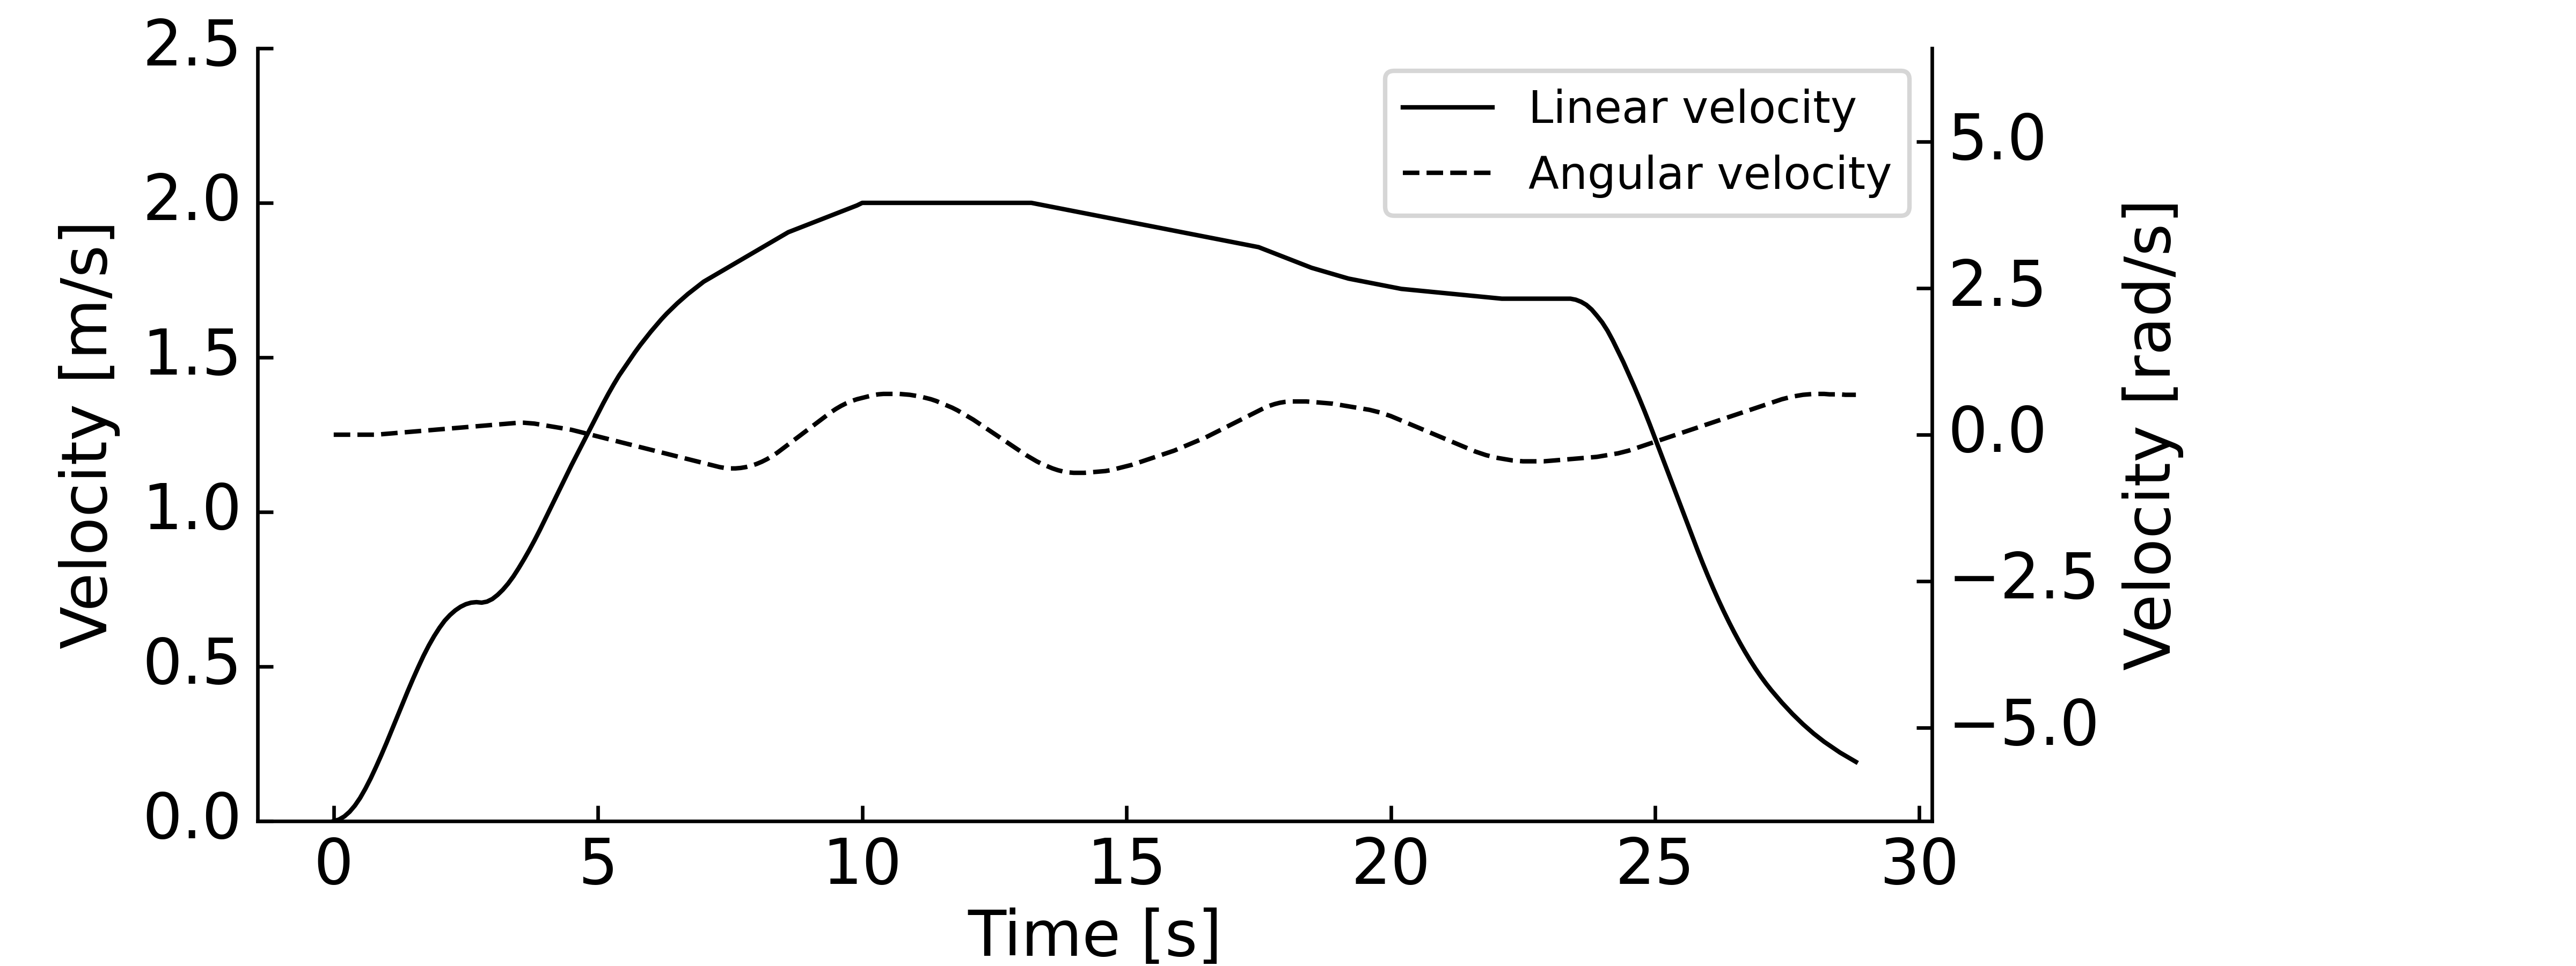 2.5
2.0
1.5
1.0
0.5
0.0
Velocity [m/s]
Linear velocity
Angular velocity
5.0
2.5
0.0
−2.5
−5.0
Velocity [rad/s]
0 5 10 15 20 25 30
Time [s]